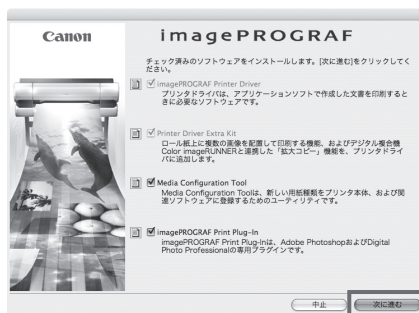 Canon
imagePROGRAF
チェック済みのソフトウェアをインストールします。[次に進む]をクリックしてく
ださい。
imagePROGRAF Printer Driver
プリンタドライバは、アプリケーションソフトで作成した文書を印刷すると
きに必要なソフトウェアです。
Printer Driver Extra Kit
ロール紙上に複数の画像を配置して印刷する機能、およびデジタル複合機
Color imageRUNNERと連携した「拡大コピー」機能を、プリンタドライ
バに追加します。
Media Configuration Tool
Media Configuration Toolは、新しい用紙種類をプリンタ本体、および関
連ソフトウェアに登録するためのユーティリティです。
imagePROGRAF Print Plug-In
imagePROGRAF Print Plug-Inは、Adobe PhotoshopおよびDigital
Photo Professionalの専用プラグインです。
中止
次に進む